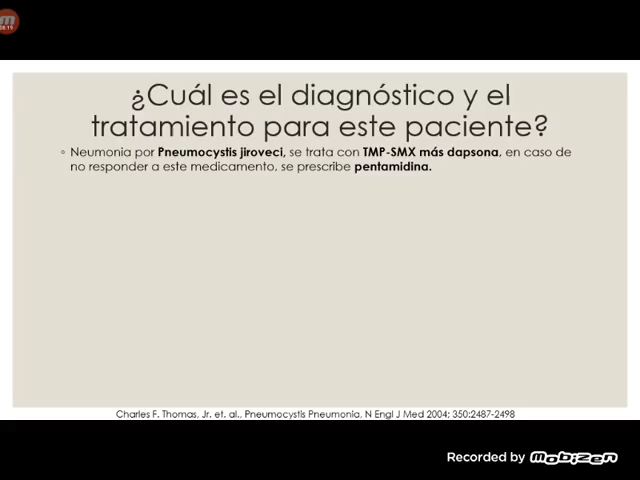 08:19
¿Cuál es el diagnóstico y el
tratamiento para este paciente?
◦ Neumonia por Pneumocystis jiroveci, se trata con TMP-SMX más dapsona, en caso de
no responder a este medicamento, se prescribe pentamidina.
Charles F. Thomas, Jr. et. al., Pneumocystis Pneumonia, N Engl J Med 2004; 350:2487-2498
Recorded by Mobizen